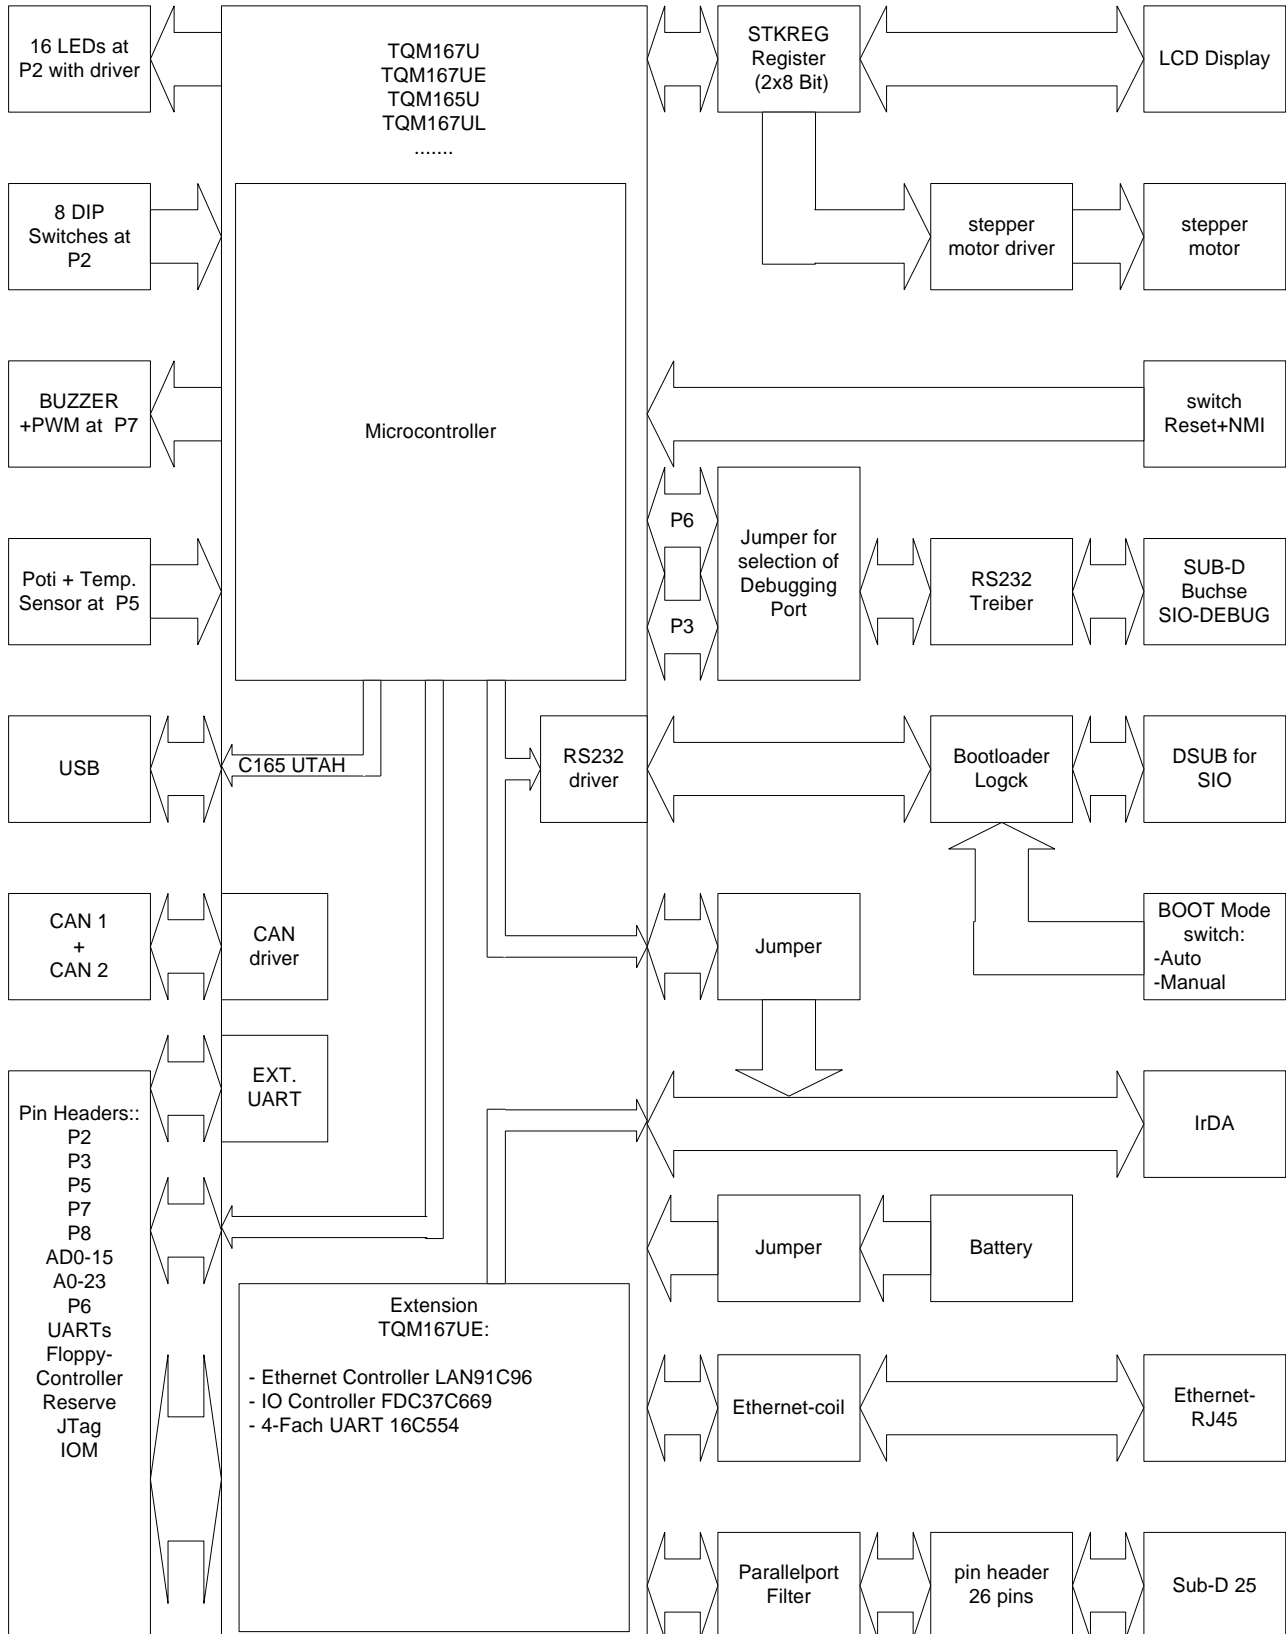 16 LEDs at
P2 with driver
TQM167U
TQM167UE
TQM165U
TQM167UL
.......
STKREG
Register
(2x8 Bit)
LCD Display
8 DIP
Switches at
P2
stepper
motor driver
stepper
motor
BUZZER
+PWM at P7
Microcontroller
switch
Reset+NMI
Poti + Temp.
Sensor at P5
P6
P3
Jumper for
selection of
Debugging
Port
RS232
Treiber
SUB-D
Buchse
SIO-DEBUG
USB
C165 UTAH
RS232
driver
Bootloader
Logck
DSUB for
SIO
CAN 1
+
CAN 2
CAN
driver
Jumper
BOOT Mode
switch:
-Auto
-Manual
EXT.
UART
Pin Headers::
P2
P3
P5
P7
P8
AD0-15
A0-23
P6
UARTs
Floppy-
Controller
Reserve
JTag
IOM
IrDA
Jumper
Battery
Extension
TQM167UE:
- Ethernet Controller LAN91C96
- IO Controller FDC37C669
- 4-Fach UART 16C554
Ethernet-coil
Ethernet-
RJ45
Parallelport
Filter
pin header
26 pins
Sub-D 25